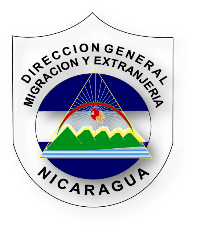 DIRECCION GENERAL
MIGRACION Y EXTRANJERIA
NICARAGUA